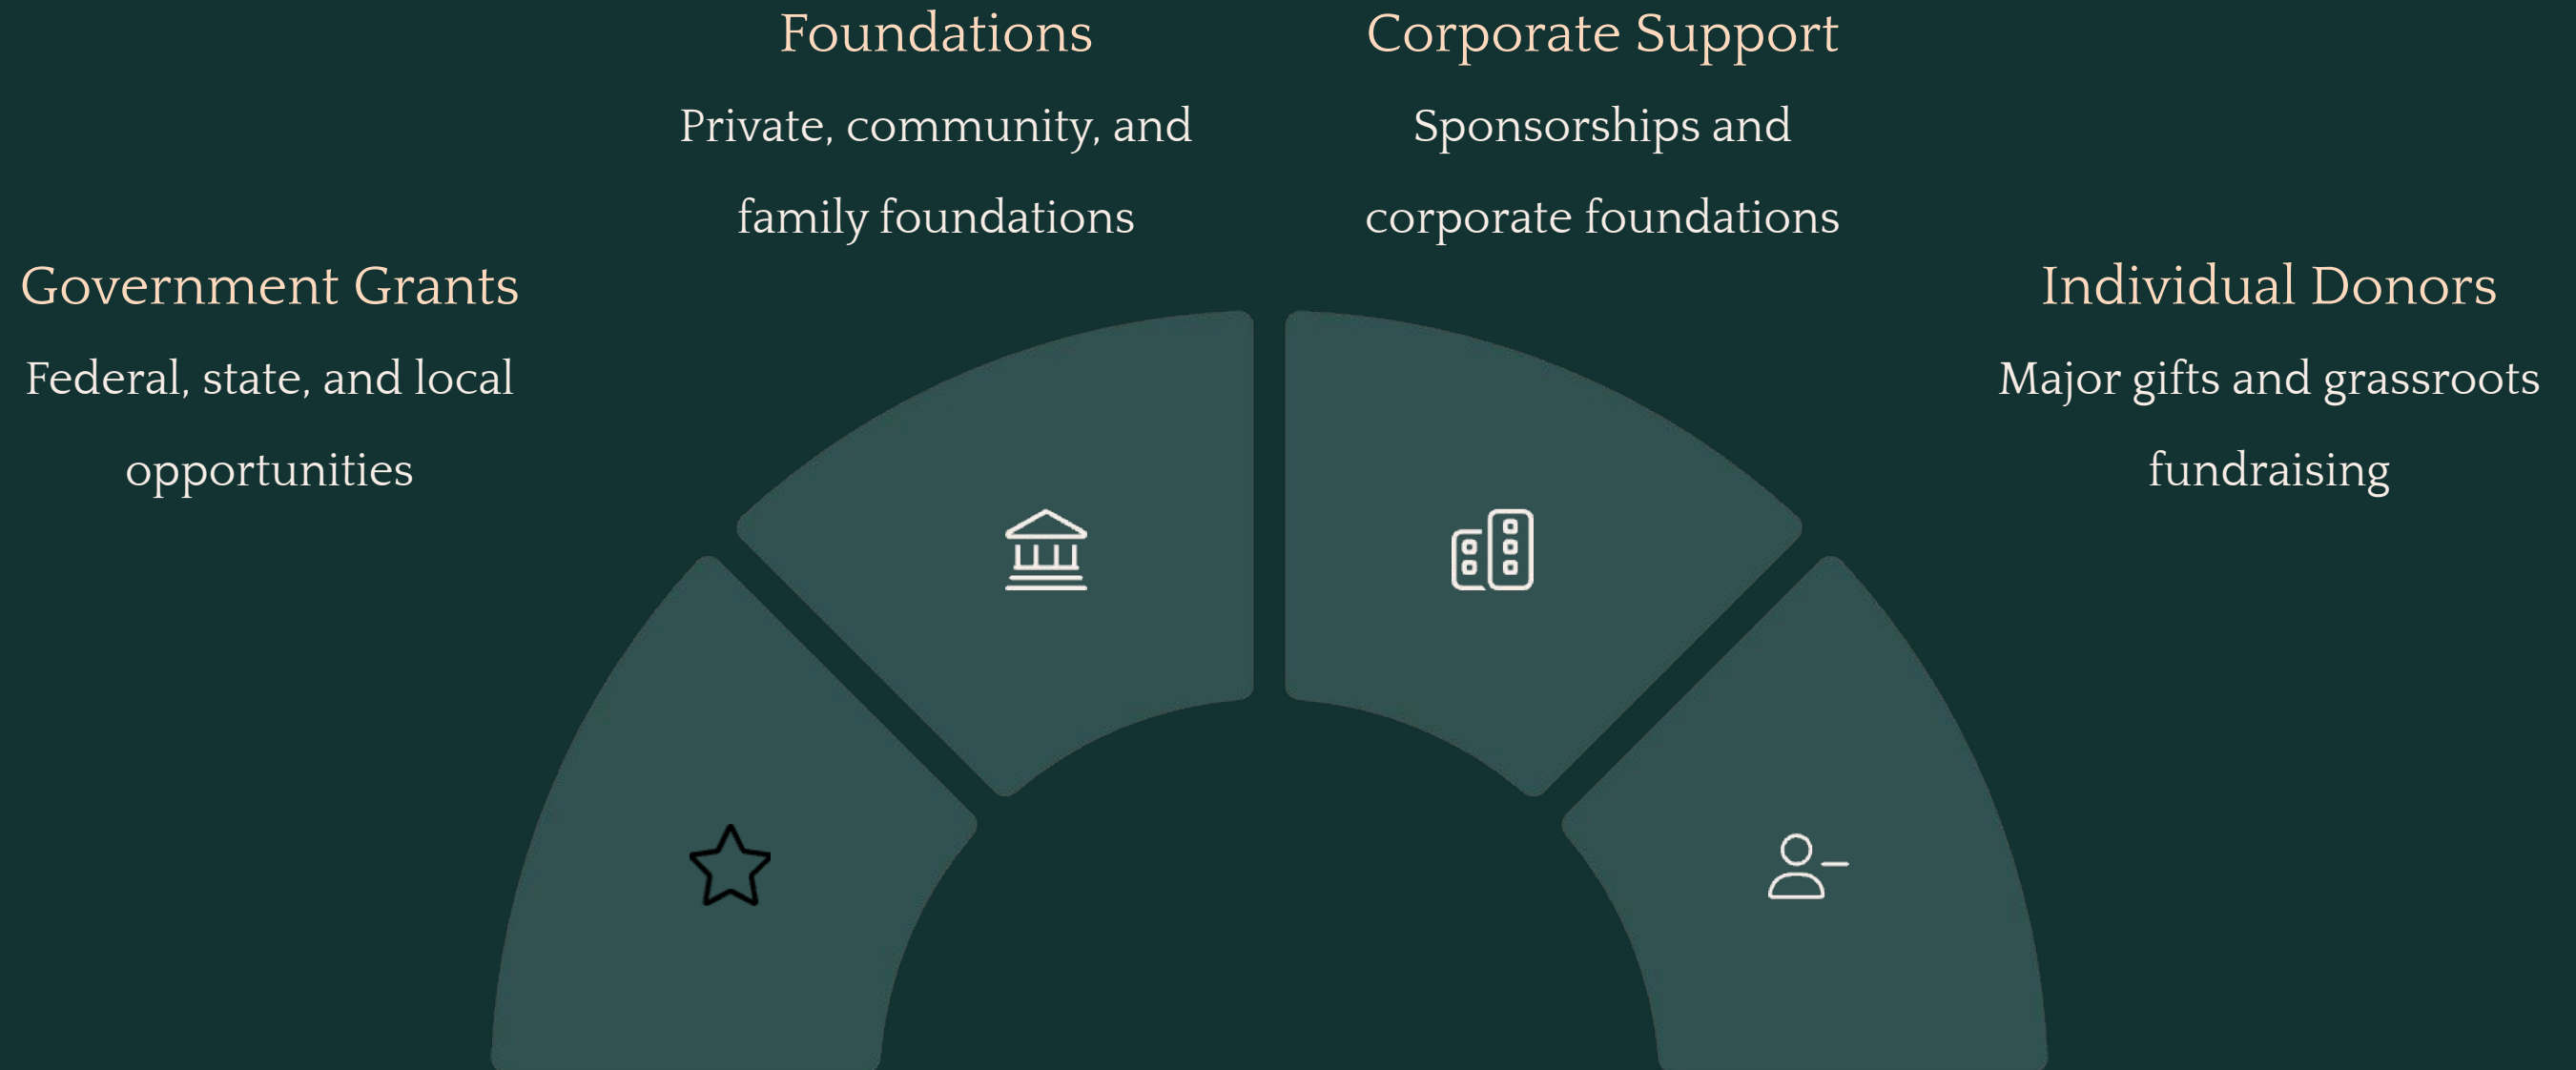 Government Grants
Federal, state, and local
opportunities
Foundations
Private, community, and
family foundations
Corporate Support
Sponsorships and
corporate foundations
Individual Donors
Major gifts and grassroots
fundraising